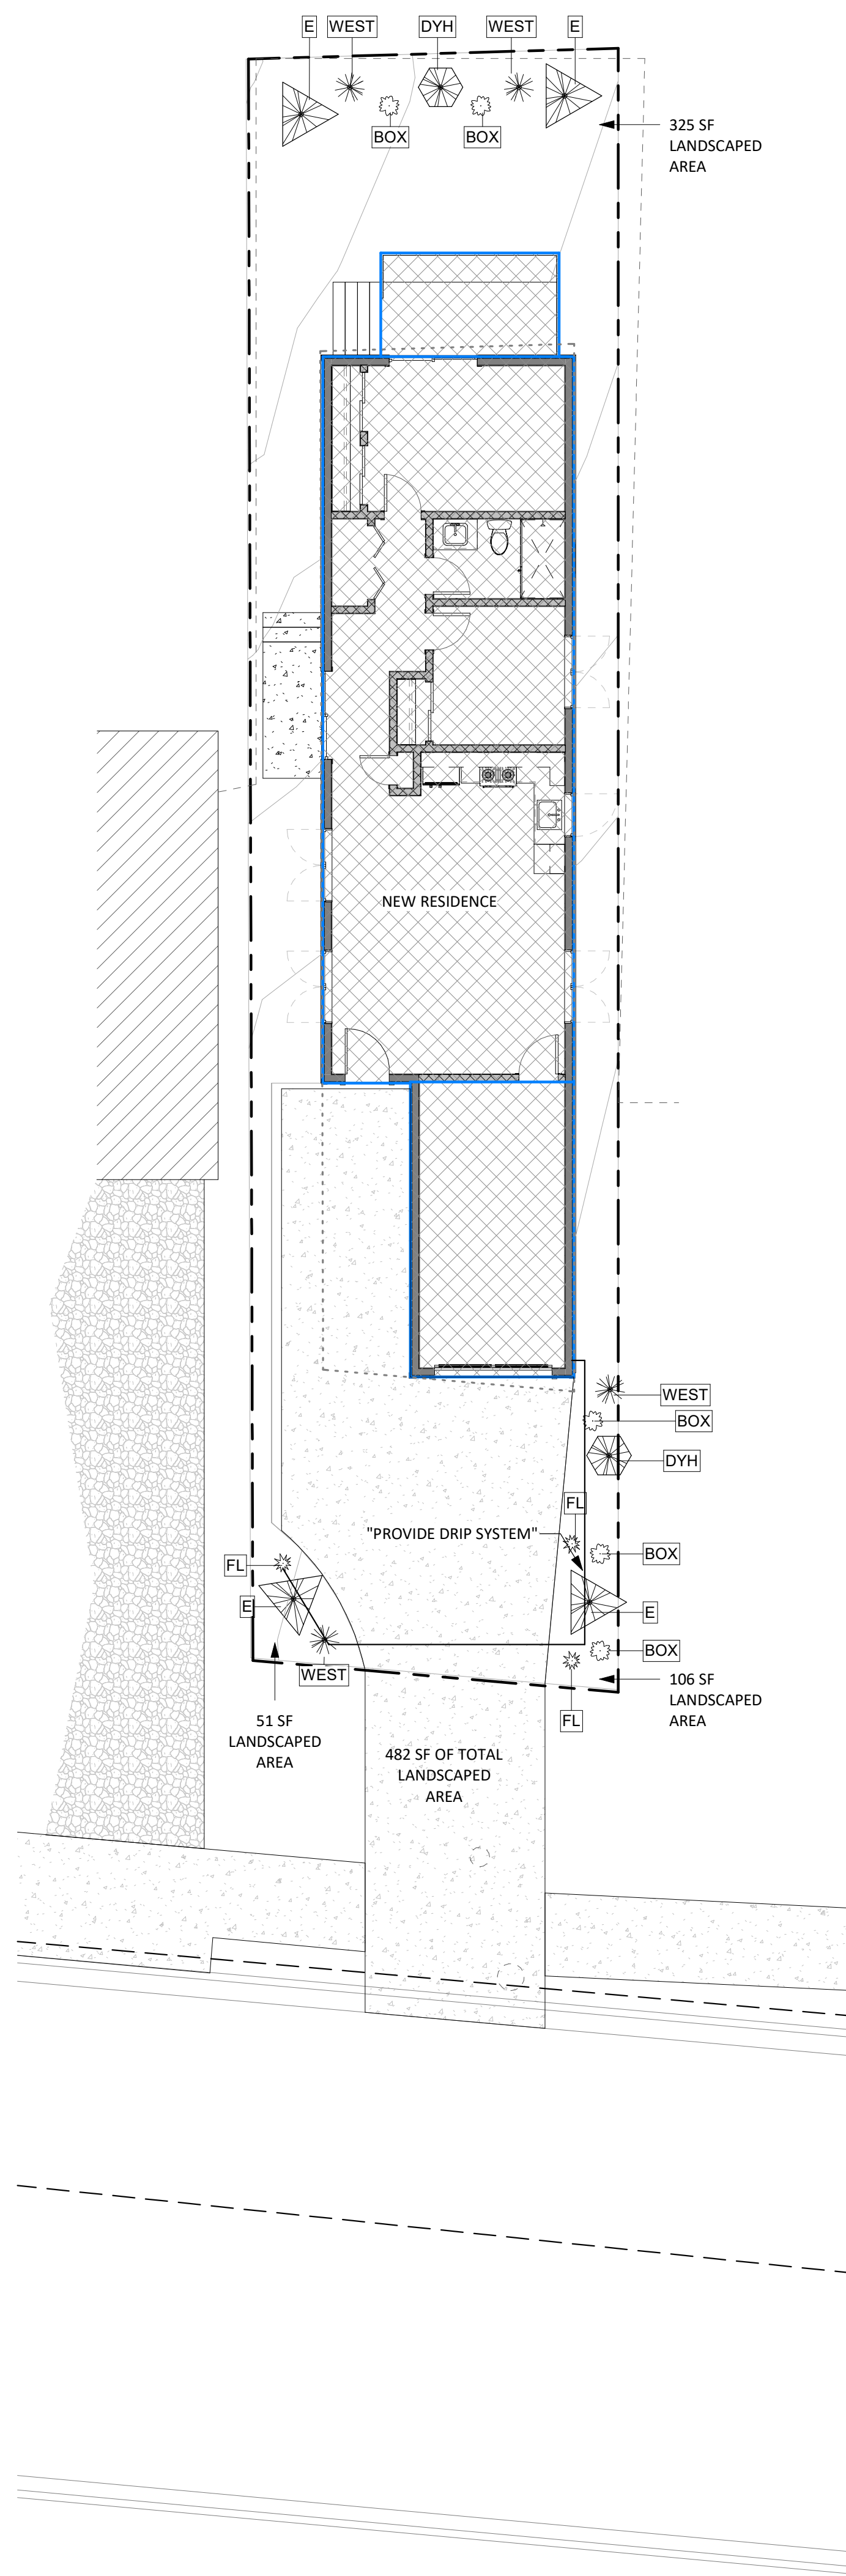 E
WEST
DYH
WEST
E
BOX
BOX
325 SF
LANDSCAPED
AREA
NEW RESIDENCE
WEST
BOX
DYH
FL
"PROVIDE DRIP SYSTEM"
BOX
FL
E
E
BOX
WEST
106 SF
LANDSCAPED
AREA
FL
51 SF
LANDSCAPED
AREA
482 SF OF TOTAL
LANDSCAPED
AREA